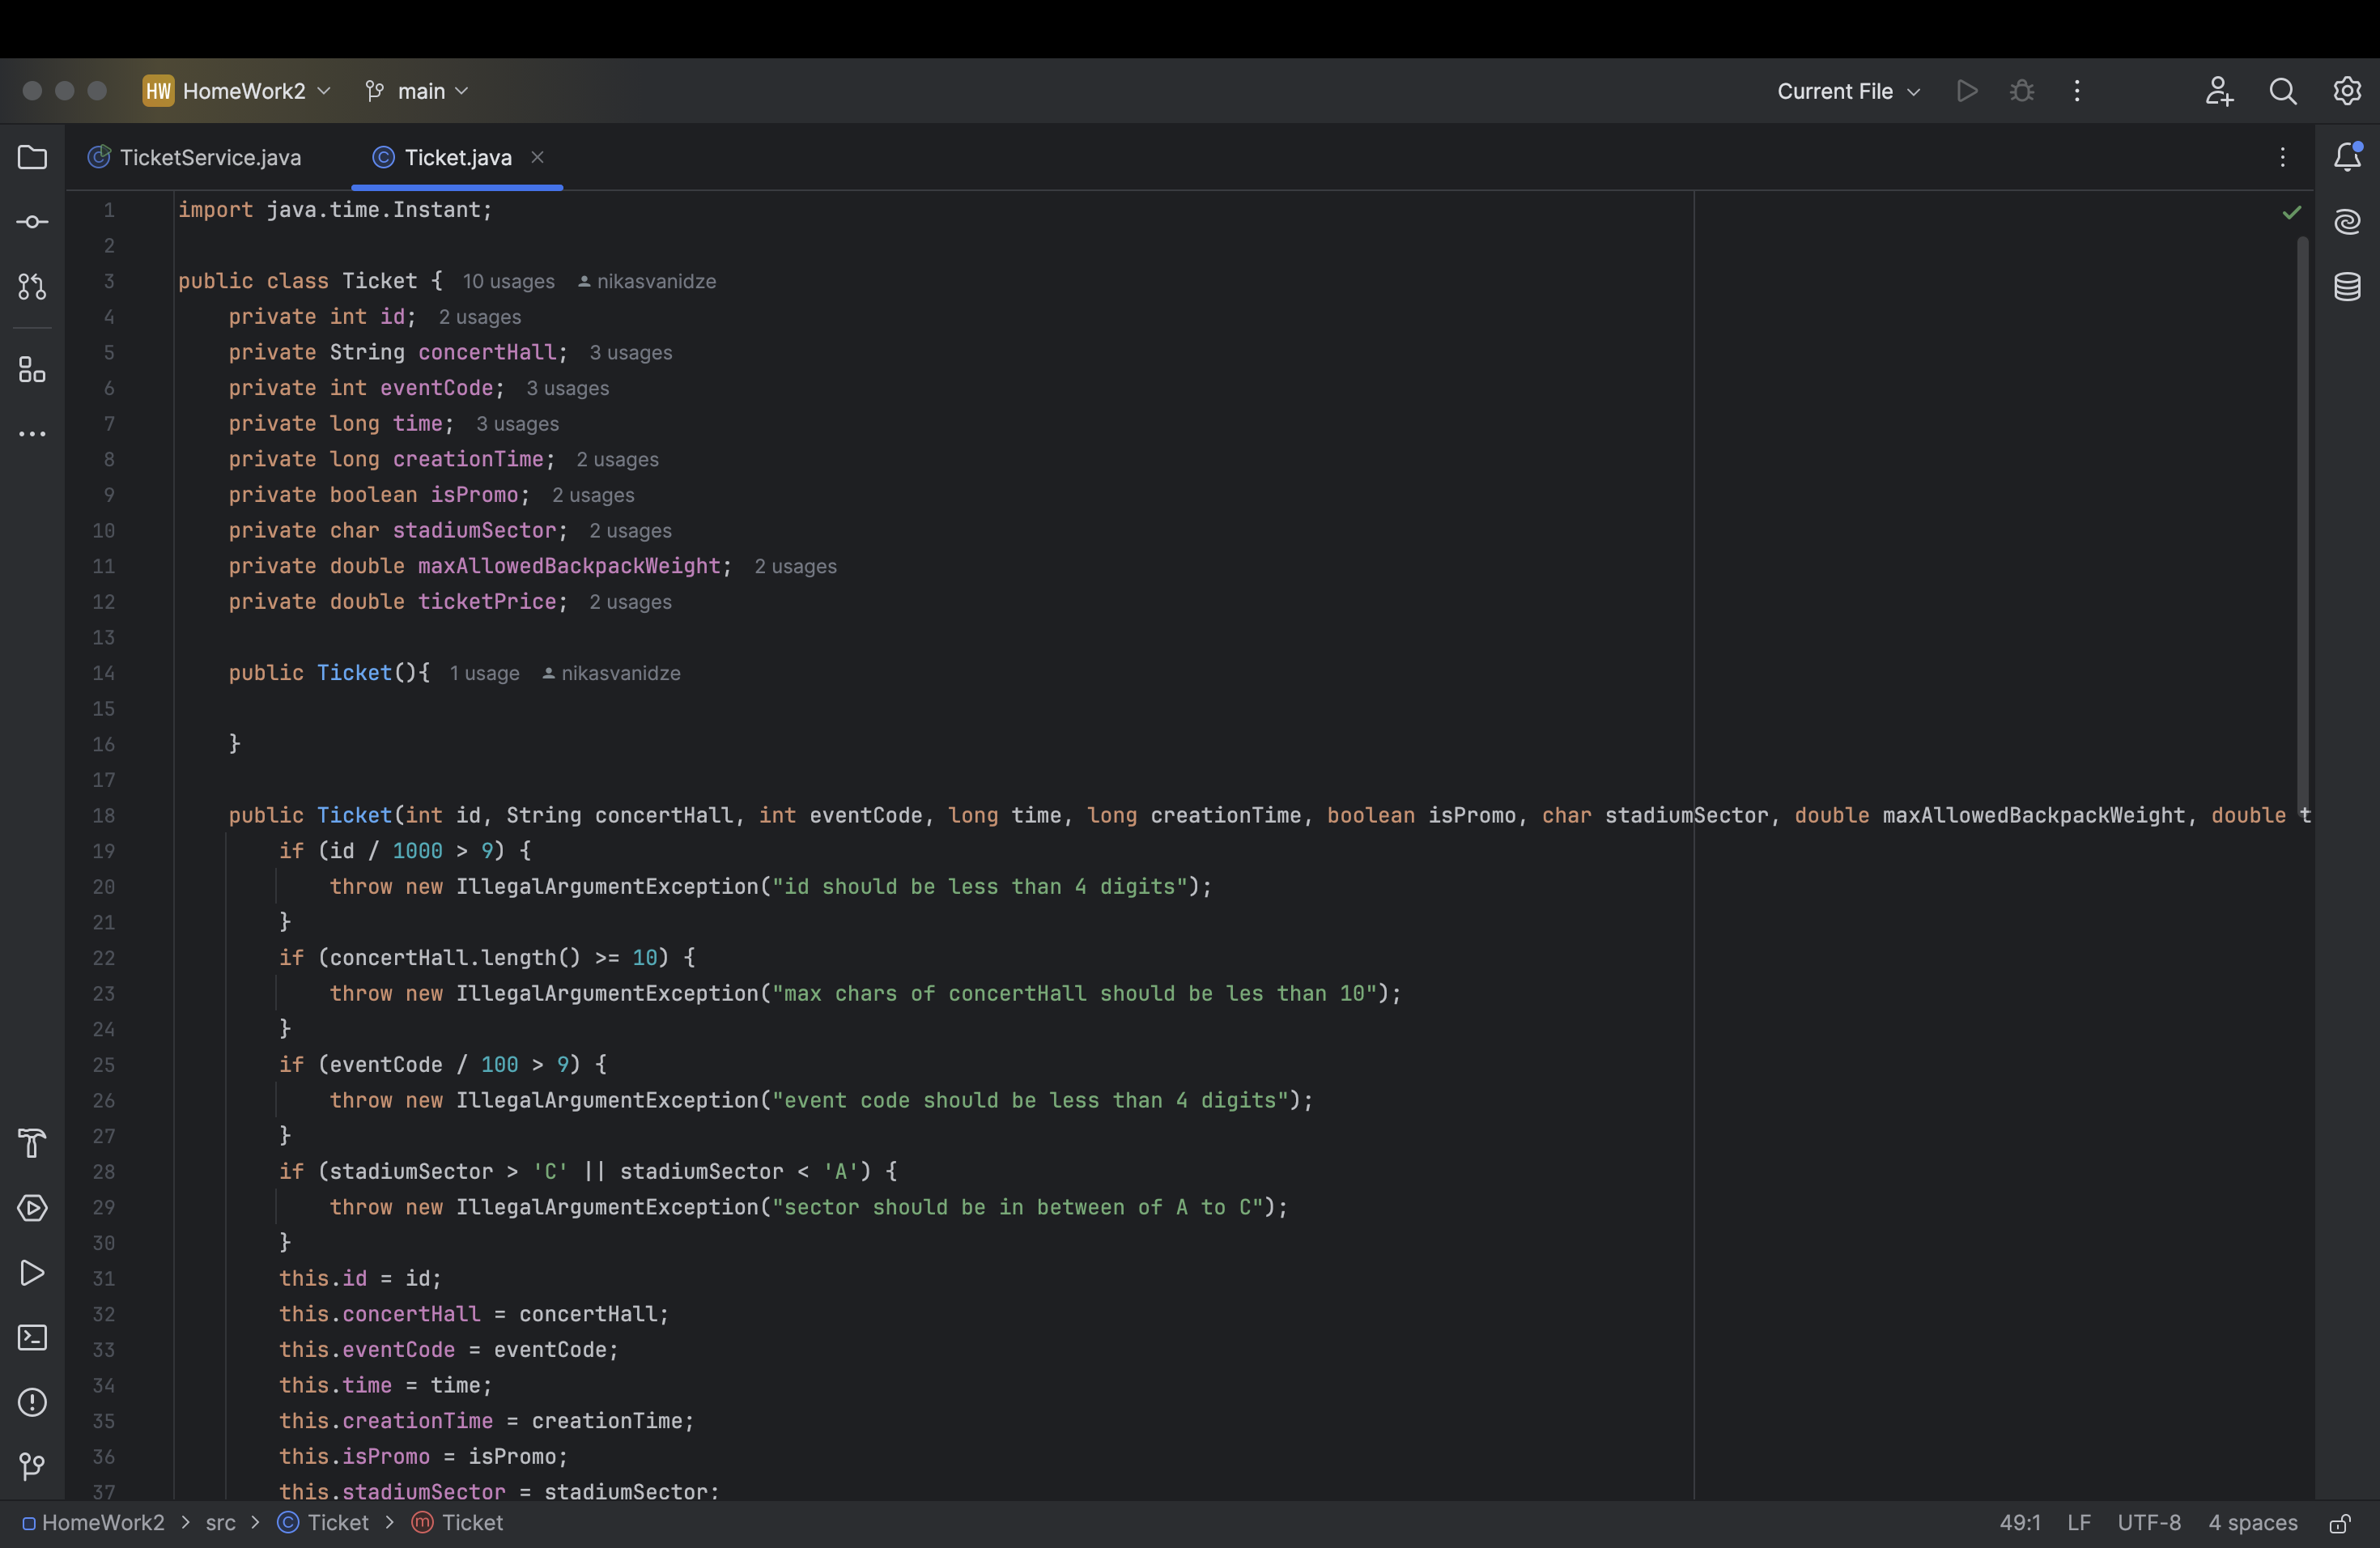 HW HomeWork2 main Current File
TicketService.java Ticket.java
1 import java.time.Instant;
2
3 public class Ticket { 10 usages nikasvanidze
4 private int id; 2 usages
5 private String concertHall; 3 usages
6 private int eventCode; 3 usages
7 private long time; 3 usages
8 private long creationTime; 2 usages
9 private boolean isPromo; 2 usages
10 private char stadiumSector; 2 usages
11 private double maxAllowedBackpackWeight; 2 usages
12 private double ticketPrice; 2 usages
13
14 public Ticket(){ 1 usage nikasvanidze
15
16 }
17
18 public Ticket(int id, String concertHall, int eventCode, long time, long creationTime, boolean isPromo, char stadiumSector, double maxAllowedBackpackWeight, double t
19 if (id / 1000 > 9) {
20 throw new IllegalArgumentException("id should be less than 4 digits");
21 }
22 if (concertHall.length() >= 10) {
23 throw new IllegalArgumentException("max chars of concertHall should be les than 10");
24 }
25 if (eventCode / 100 > 9) {
26 throw new IllegalArgumentException("event code should be less than 4 digits");
27 }
28 if (stadiumSector > 'C' || stadiumSector < 'A') {
29 throw new IllegalArgumentException("sector should be in between of A to C");
30 }
31 this.id = id;
32 this.concertHall = concertHall;
33 this.eventCode = eventCode;
34 this.time = time;
35 this.creationTime = creationTime;
36 this.isPromo = isPromo;
37 this.stadiumSector = stadiumSector;
HomeWork2 > src > Ticket > Ticket 49:1 LF UTF-8 4 spaces